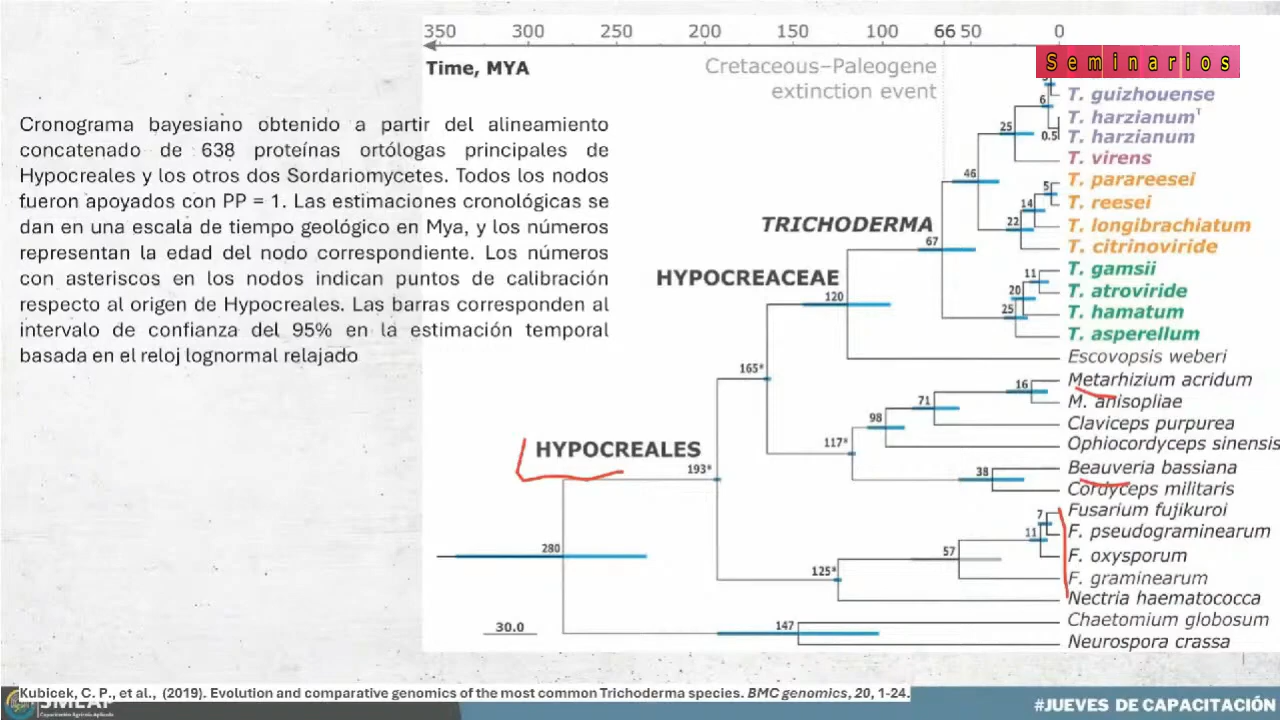 350 300 250 200 150 100 66 50 0
Time, MYA
Cretaceous–Paleogene
extinction event
Seminarios
Cronograma bayesiano obtenido a partir del alineamiento
concatenado de 638 proteínas ortólogas principales de
Hypocreales y los otros dos Sordariomycetes. Todos los nodos
fueron apoyados con PP = 1. Las estimaciones cronológicas se
dan en una escala de tiempo geológico en Mya, y los números
representan la edad del nodo correspondiente. Los números
con asteriscos en los nodos indican puntos de calibración
respecto al origen de Hypocreales. Las barras corresponden al
intervalo de confianza del 95% en la estimación temporal
basada en el reloj lognormal relajado
T. guizhouense
6
T. harzianumT
25
0.5
T. harzianum
T. virens
46
T. parareesei
5
T. reesei
14
TRICHODERMA
22
T. longibrachiatum
67
T. citrinoviride
HYPOCREACEAE
11
T. gamsii
120
20
T. atroviride
25
T. hamatum
T. asperellum
Escovopsis weberi
165*
16
Metarhizium acridum
71
M. anisopliae
98
Claviceps purpurea
117*
Ophiocordyceps sinensis
HYPOCREALES
193*
38
Beauveria bassiana
Cordyceps militaris
7
Fusarium fujikuroi
11
F. pseudograminearum
280
57
F. oxysporum
125*
F. graminearum
Nectria haematococca
30.0
147
Chaetomium globosum
Neurospora crassa
Kubicek, C. P., et al., (2019). Evolution and comparative genomics of the most common Trichoderma species. BMC genomics, 20, 1-24.
#JUEVES DE CAPACITACIÓN